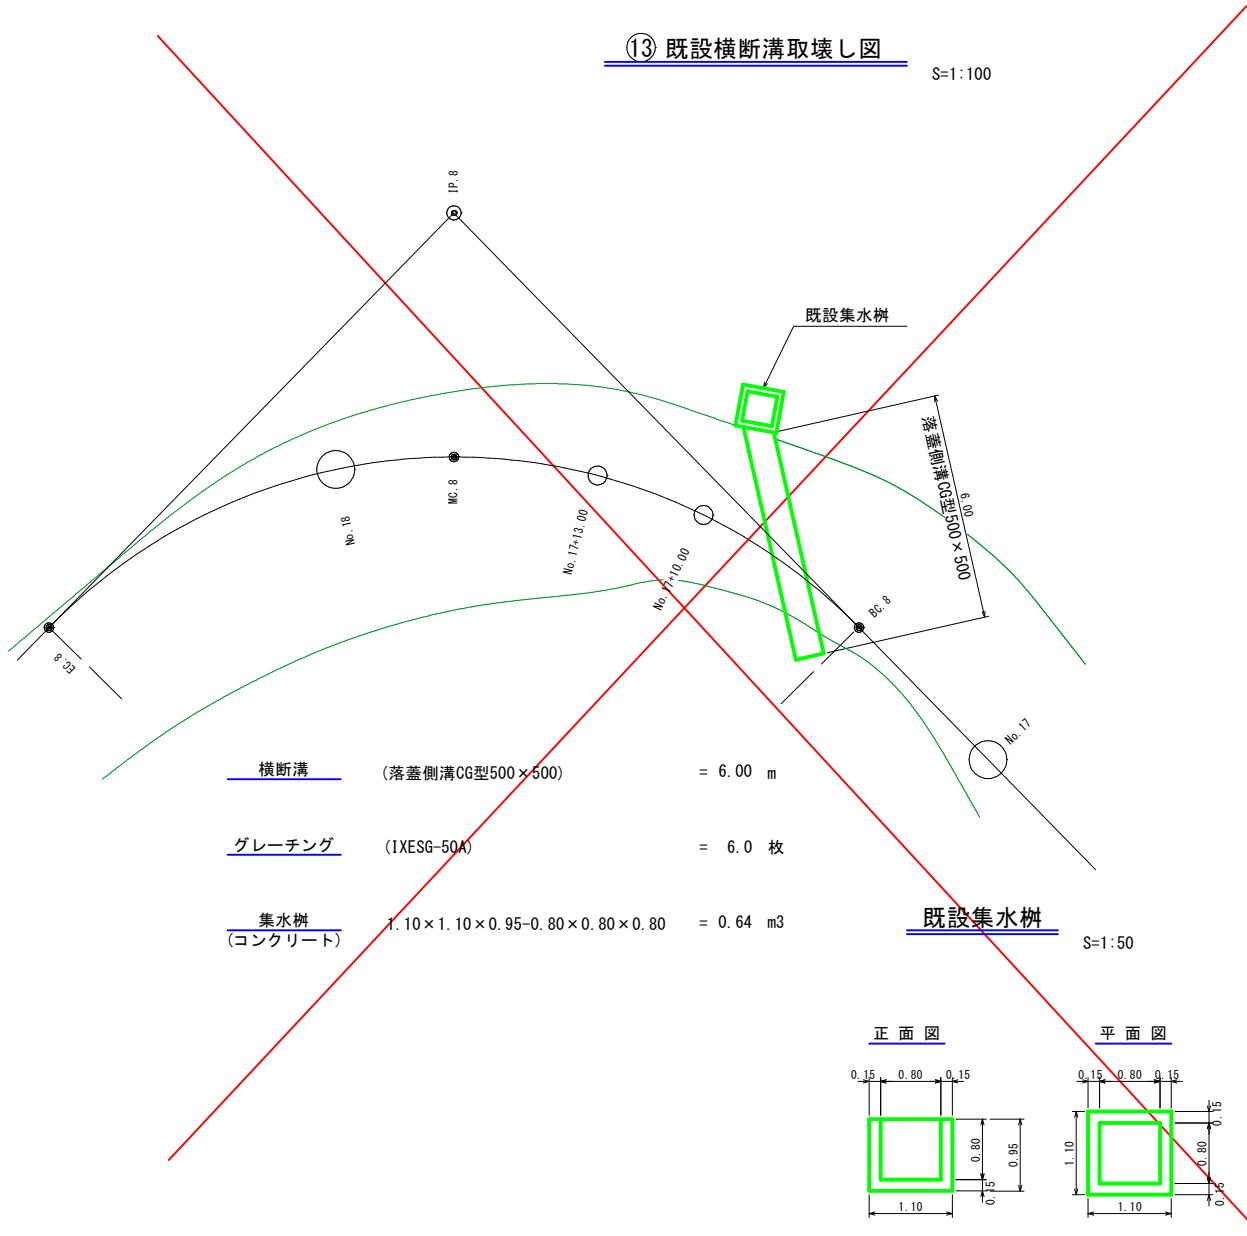 ⑬ 既設横断溝取壊し図
S=1:100
IP.8
既設集水桝
落蓋側溝CG型500×500
6.00
No.18
MC.8
No.17+13.00
No.17+10.00
BC.8
EC.8
No.17
横断溝 (落蓋側溝CG型500×500) = 6.00 m
グレーチング (IXESG-50A) = 6.0 枚
集水桝 1.10×1.10×0.95-0.80×0.80×0.80 = 0.64 m3
(コンクリート)
既設集水桝
S=1:50
正面図
0.15 0.80 0.15
0.80
0.95
0.15
1.10
平面図
0.15 0.80 0.15
0.15
1.10
0.80
0.15
1.10